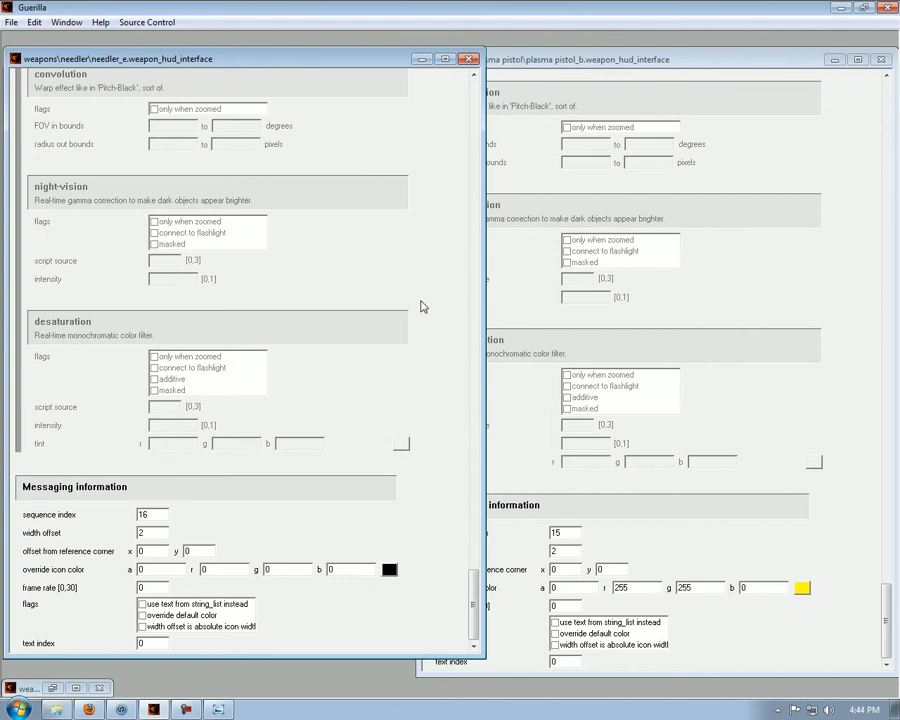 Guerilla
File Edit Window Help Source Control
weapons\needler\needler_e.weapon_hud_interface
convolution
Warp effect like in 'Pitch-Black', sort of.
flags only when zoomed
FOV in bounds to degrees
radius out bounds to pixels
night-vision
Real-time gamma correction to make dark objects appear brighter.
flags only when zoomed
connect to flashlight
masked
script source [0,3]
intensity [0,1]
desaturation
Real-time monochromatic color filter.
flags only when zoomed
connect to flashlight
additive
masked
script source [0,3]
intensity [0,1]
tint r g b
Messaging information
sequence index 16
width offset 2
offset from reference corner x 0 y 0
override icon color a 0 r 0 g 0 b 0
frame rate [0,30] 0
flags use text from string_list instead
override default color
width offset is absolute icon widtl
text index 0
sma pistol\plasma pistol_b.weapon_hud_interface
ion
like in 'Pitch-Black', sort of.
only when zoomed
nds to degrees
ounds to pixels
ion
gamma correction to make dark objects appear brighter.
only when zoomed
connect to flashlight
masked
e [0,3]
[0,1]
tion
monochromatic color filter.
only when zoomed
connect to flashlight
additive
masked
e [0,3]
[0,1]
r g b
information
x 15
2
rence corner x 0 y 0
color a 0 r 255 g 255 b 0
0] 0
use text from string_list instead
override default color
width offset is absolute icon widtl
text index 0
wea...
4:44 PM